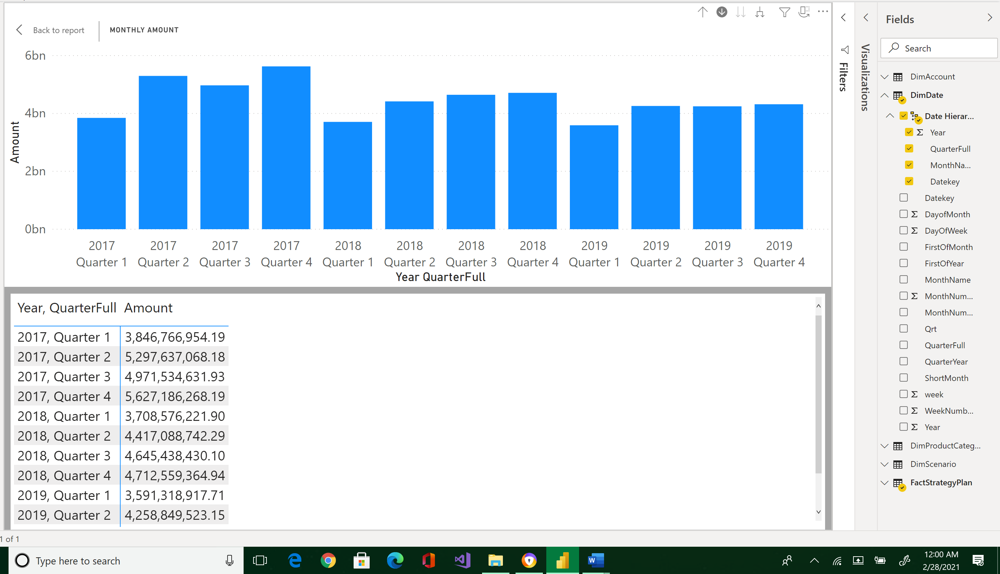 Back to report
MONTHLY AMOUNT
6bn
4bn
2bn
0bn
Amount
2017 2017 2017 2017 2018 2018 2018 2018 2019 2019 2019 2019
Quarter 1 Quarter 2 Quarter 3 Quarter 4 Quarter 1 Quarter 2 Quarter 3 Quarter 4 Quarter 1 Quarter 2 Quarter 3 Quarter 4
Year QuarterFull
Year, QuarterFull Amount
2017, Quarter 1 3,846,766,954.19
2017, Quarter 2 5,297,637,068.18
2017, Quarter 3 4,971,534,631.93
2017, Quarter 4 5,627,186,268.19
2018, Quarter 1 3,708,576,221.90
2018, Quarter 2 4,417,088,742.29
2018, Quarter 3 4,645,438,430.10
2018, Quarter 4 4,712,559,364.94
2019, Quarter 1 3,591,318,917.71
2019, Quarter 2 4,258,849,523.15
Filters
Visualizations
Fields
Search
DimAccount
DimDate
Date Hierar...
Year
QuarterFull
MonthNa...
Datekey
Datekey
DayofMonth
DayOfWeek
FirstOfMonth
FirstOfYear
MonthName
MonthNum...
MonthNum...
Qrt
QuarterFull
QuarterYear
ShortMonth
week
WeekNumb...
Year
DimProductCateg...
DimScenario
FactStrategyPlan
1 of 1
Type here to search
12:00 AM
2/28/2021